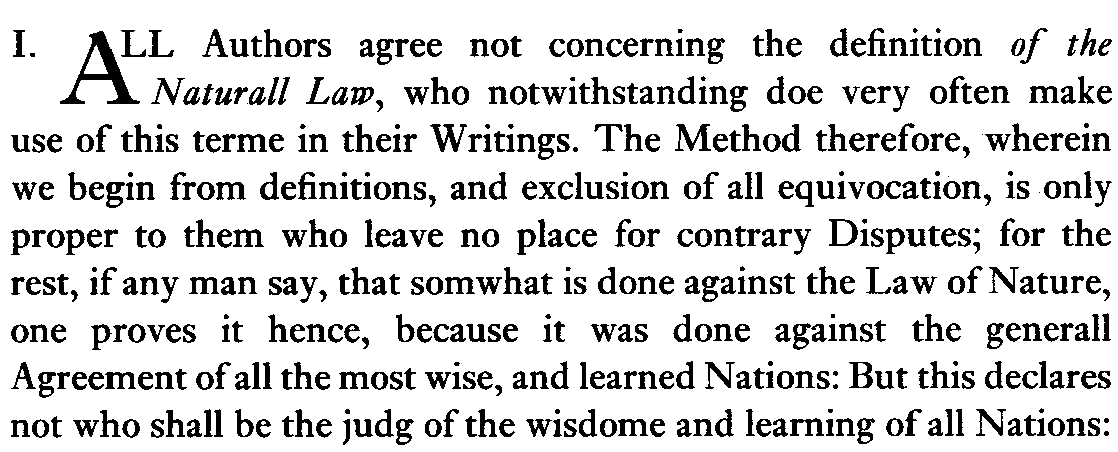 I. ALL Authors agree not concerning the definition of the
Naturall Law, who notwithstanding doe very often make
use of this terme in their Writings. The Method therefore, wherein
we begin from definitions, and exclusion of all equivocation, is only
proper to them who leave no place for contrary Disputes; for the
rest, if any man say, that somwhat is done against the Law of Nature,
one proves it hence, because it was done against the generall
Agreement of all the most wise, and learned Nations: But this declares
not who shall be the judg of the wisdome and learning of all Nations: